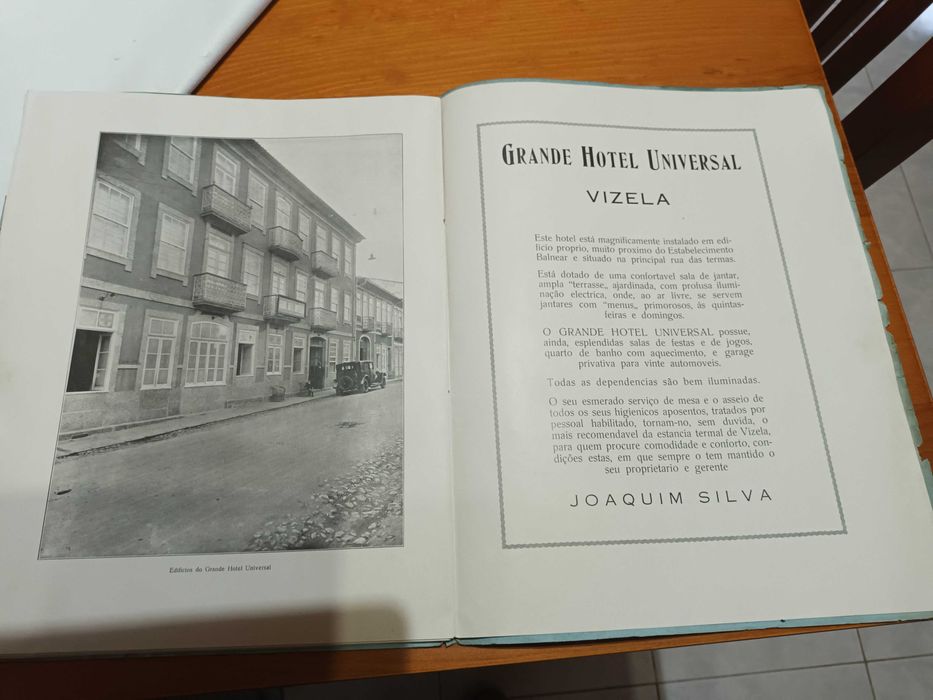 Edificios do Grande Hotel Universal
GRANDE HOTEL UNIVERSAL
VIZELA
Este hotel está magnificamente instalado em edi-
ficio proprio, muito proximo do Estabelecimento
Balnear e situado na principal rua das termas.
Está dotado de uma confortavel sala de jantar,
ampla "terrasse„ ajardinada, com profusa ilumi-
nação electrica, onde, ao ar livre, se servem
jantares com "menus„ primorosos, às quintas-
feiras e domingos.
O GRANDE HOTEL UNIVERSAL possue,
ainda, esplendidas salas de festas e de jogos,
quarto de banho com aquecimento, e garage
privativa para vinte automoveis.
Todas as dependencias são bem iluminadas.
O seu esmerado serviço de mesa e o asseio de
todos os seus higienicos aposentos, tratados por
pessoal habilitado, tornam-no, sem duvida, o
mais recomendavel da estancia termal de Vizela,
para quem procure comodidade e conforto, con-
dições estas, em que sempre o tem mantido o
seu proprietario e gerente
JOAQUIM SILVA